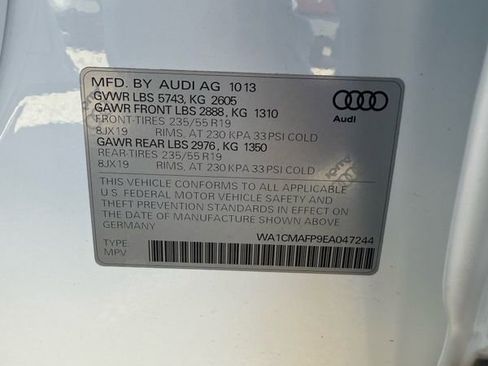 MFD. BY AUDI AG 10 13
GVWR LBS 5743, KG 2605
GAWR FRONT LBS 2888, KG 1310
FRONT-TIRES 235/55 R19
8JX19 RIMS, AT 230 KPA 33 PSI COLD
GAWR REAR LBS 2976, KG 1350
REAR-TIRES 235/55 R19
8JX19 RIMS, AT 230 KPA 33 PSI COLD
Audi
THIS VEHICLE CONFORMS TO ALL APPLICABLE
U.S. FEDERAL MOTOR VEHICLE SAFETY AND
THEFT PREVENTION STANDARDS IN EFFECT ON
THE DATE OF MANUFACTURE SHOWN ABOVE
GERMANY
WA1CMAFP9EA047244
TYPE:
MPV